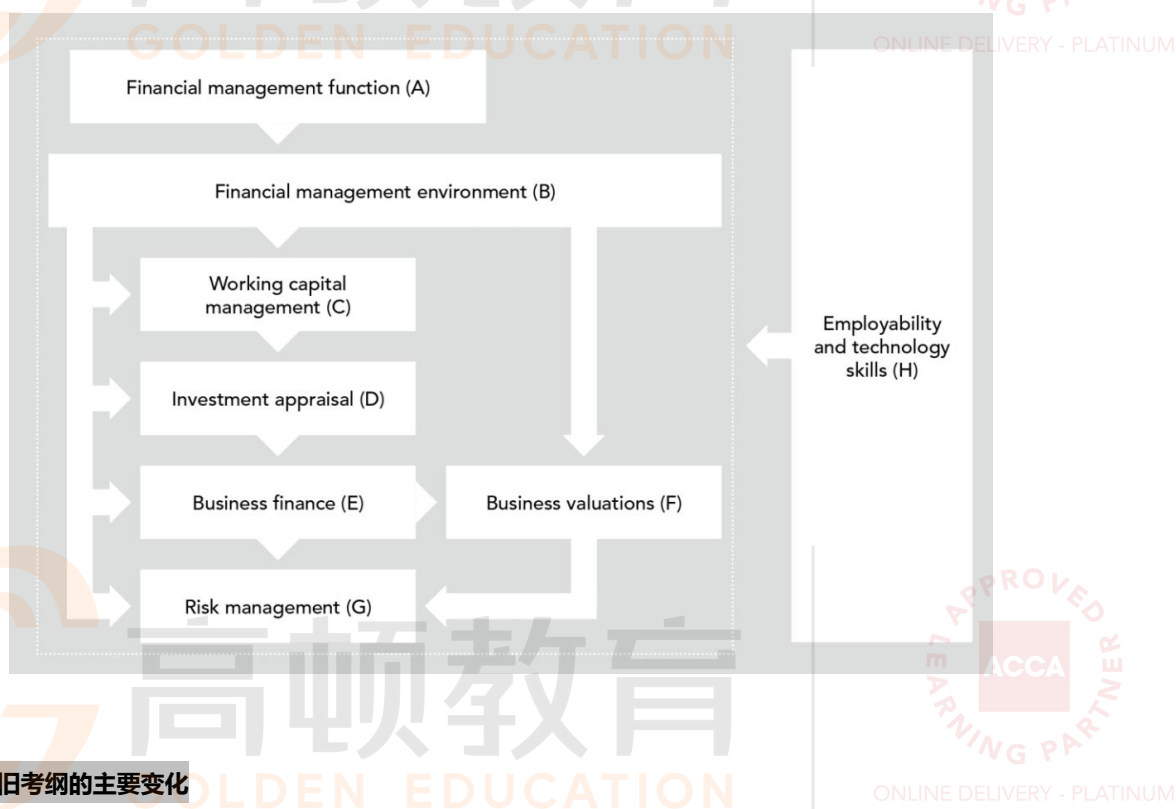 GOLDEN EDUCATION
ONLINE DELIVERY - PLATINUM
Financial management function (A)
Financial management environment (B)
Working capital
management (C)
Investment appraisal (D)
Business finance (E)
Business valuations (F)
Risk management (G)
Employability
and technology
skills (H)
高顿教育
APPROVED
LEARNING PARTNER
ACCA
旧考纲的主要变化
GOLDEN EDUCATION
ONLINE DELIVERY - PLATINUM